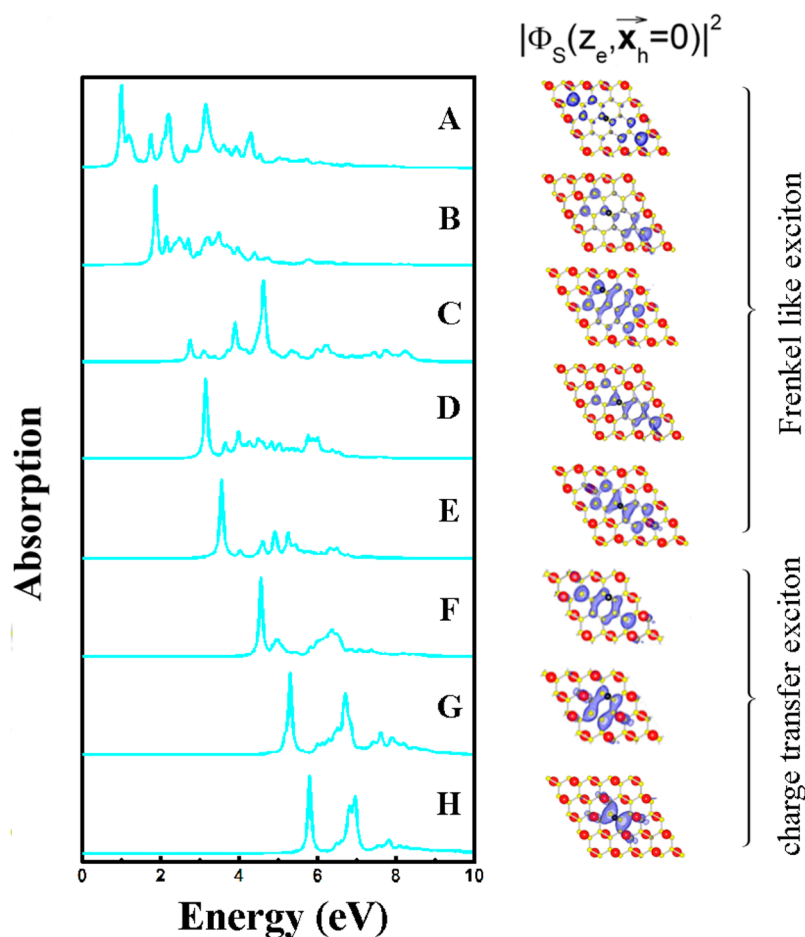 |Φ_S(z_e,x⃗_h=0)|²
A
B
C
D
E
F
G
H
Absorption
0 2 4 6 8 10
Energy (eV)
Frenkel like exciton
charge transfer exciton